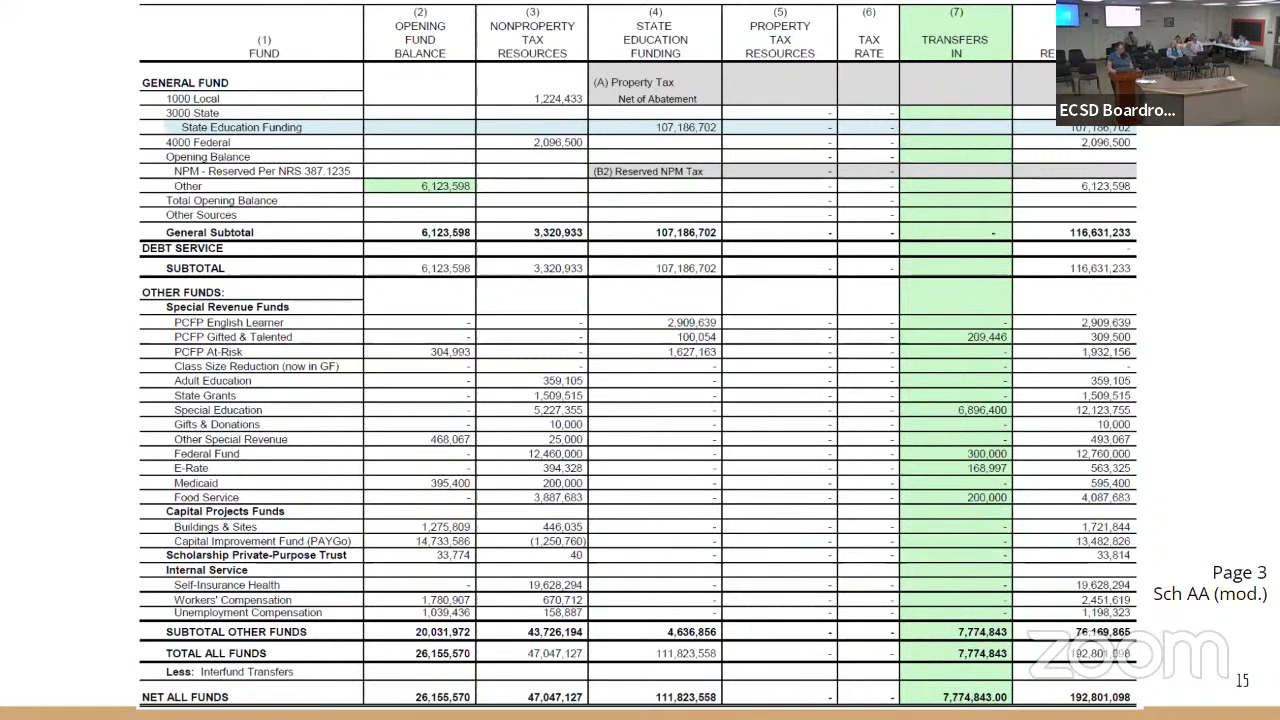 (1)
FUND
(2)
OPENING
FUND
BALANCE
(3)
NONPROPERTY
TAX
RESOURCES
(4)
STATE
EDUCATION
FUNDING
(5)
PROPERTY
TAX
RESOURCES
(6)
TAX
RATE
(7)
TRANSFERS
IN
RE
ECSD Boardro...
GENERAL FUND (A) Property Tax
1000 Local 1,224,433 Net of Abatement
3000 State - -
State Education Funding 107,186,702 - - 107,186,702
4000 Federal 2,096,500 - - 2,096,500
Opening Balance - -
NPM - Reserved Per NRS 387.1235 (B2) Reserved NPM Tax - -
Other 6,123,598 - - 6,123,598
Total Opening Balance - -
Other Sources - -
General Subtotal 6,123,598 3,320,933 107,186,702 - - - 116,631,233
DEBT SERVICE -
SUBTOTAL 6,123,598 3,320,933 107,186,702 - - 116,631,233
OTHER FUNDS:
Special Revenue Funds
PCFP English Learner - - 2,909,639 - - - 2,909,639
PCFP Gifted & Talented - - 100,054 - - 209,446 309,500
PCFP At-Risk 304,993 - 1,627,163 - - - 1,932,156
Class Size Reduction (now in GF) - - - - - - -
Adult Education - 359,105 - - - - 359,105
State Grants - 1,509,515 - - - - 1,509,515
Special Education - 5,227,355 - - - 6,896,400 12,123,755
Gifts & Donations - 10,000 - - - - 10,000
Other Special Revenue 468,067 25,000 - - - - 493,067
Federal Fund - 12,460,000 - - - 300,000 12,760,000
E-Rate - 394,328 - - - 168,997 563,325
Medicaid 395,400 200,000 - - - - 595,400
Food Service - 3,887,683 - - - 200,000 4,087,683
Capital Projects Funds
Buildings & Sites 1,275,809 446,035 - - - - 1,721,844
Capital Improvement Fund (PAYGo) 14,733,586 (1,250,760) - - - - 13,482,826
Scholarship Private-Purpose Trust 33,774 40 - - - - 33,814
Internal Service
Self-Insurance Health - 19,628,294 - - - - 19,628,294
Workers' Compensation 1,780,907 670,712 - - - - 2,451,619
Unemployment Compensation 1,039,436 158,887 - - - - 1,198,323
SUBTOTAL OTHER FUNDS 20,031,972 43,726,194 4,636,856 - - 7,774,843 76,169,865
TOTAL ALL FUNDS 26,155,570 47,047,127 111,823,558 - - 7,774,843 192,801,098
Less: Interfund Transfers
NET ALL FUNDS 26,155,570 47,047,127 111,823,558 - - 7,774,843.00 192,801,098
Page 3
Sch AA (mod.)
zoom
15